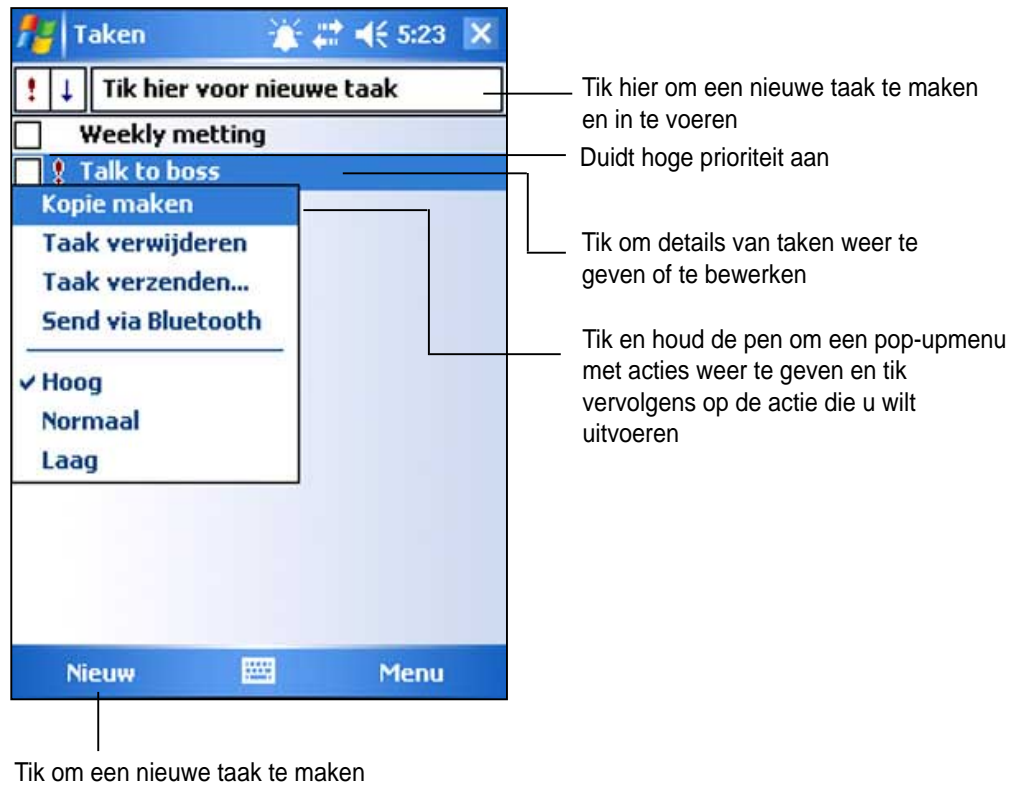 Taken 5:23
! ↓ Tik hier voor nieuwe taak
Weekly metting
! Talk to boss
Kopie maken
Taak verwijderen
Taak verzenden...
Send via Bluetooth
Hoog
Normaal
Laag
Nieuw Menu
Tik hier om een nieuwe taak te maken
en in te voeren
Duidt hoge prioriteit aan
Tik om details van taken weer te
geven of te bewerken
Tik en houd de pen om een pop-upmenu
met acties weer te geven en tik
vervolgens op de actie die u wilt
uitvoeren
Tik om een nieuwe taak te maken